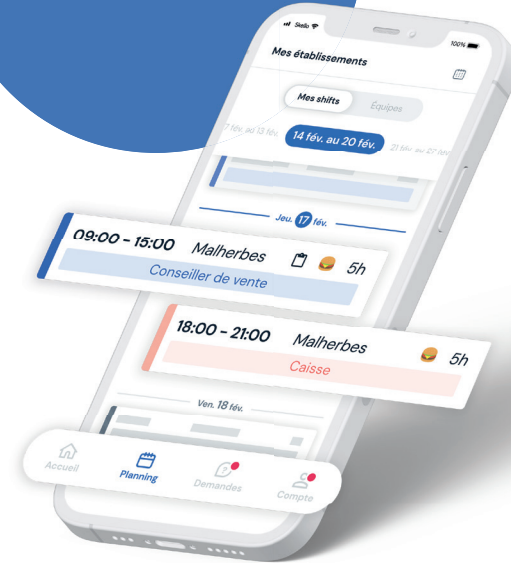 Skello
100%
Mes établissements
Mes shifts Équipes
7 fév. au 13 fév. 14 fév. au 20 fév. 21 fév. au 27 fév.
Jeu. 17 fév.
09:00 - 15:00 Malherbes 5h
Conseiller de vente
18:00 - 21:00 Malherbes 5h
Caisse
Ven. 18 fév.
Accueil Planning Demandes Compte